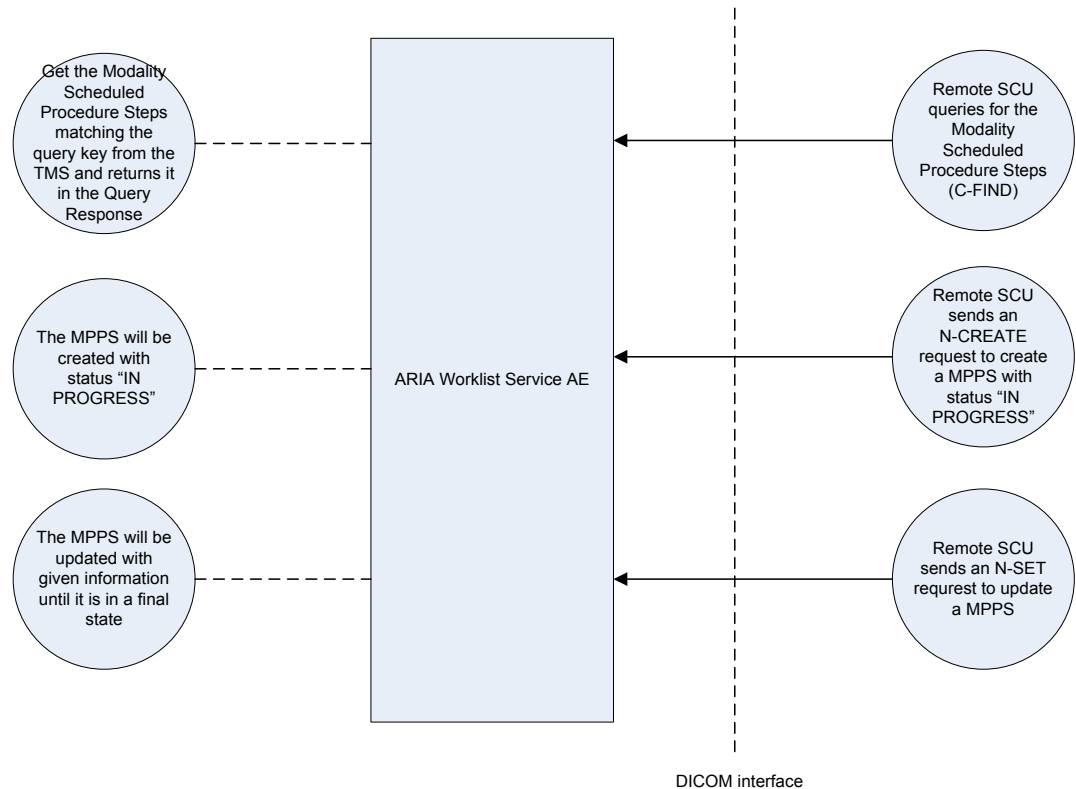 Get the Modality
Scheduled
Procedure Steps
matching the
query key from the
TMS and returns it
in the Query
Response
Remote SCU
queries for the
Modality
Scheduled
Procedure Steps
(C-FIND)
The MPPS will be
created with
status “IN
PROGRESS”
ARIA Worklist Service AE
Remote SCU
sends an
N-CREATE
request to create
a MPPS with
status “IN
PROGRESS”
The MPPS will be
updated with
given information
until it is in a final
state
Remote SCU
sends an N-SET
requrest to update
a MPPS
DICOM interface